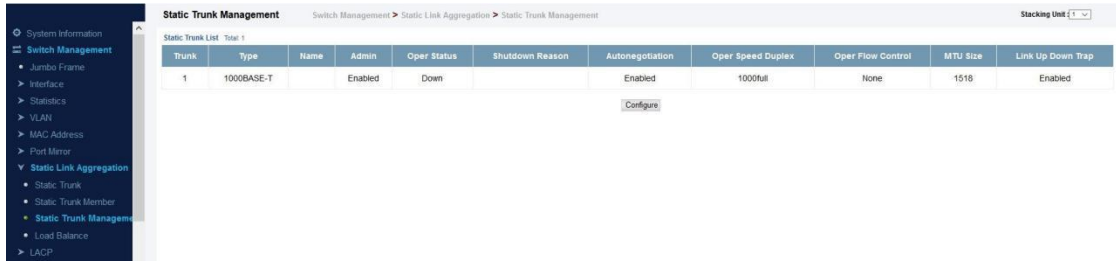 Static Trunk Management
Switch Management > Static Link Aggregation > Static Trunk Management
Stacking Unit : 1
System Information
Switch Management
Jumbo Frame
Interface
Statistics
VLAN
MAC Address
Port Mirror
Static Link Aggregation
Static Trunk
Static Trunk Member
Static Trunk Manageme
Load Balance
LACP
Static Trunk List Total: 1
Trunk Type Name Admin Oper Status Shutdown Reason Autonegotiation Oper Speed Duplex Oper Flow Control MTU Size Link Up Down Trap
1 1000BASE-T Enabled Down Enabled 1000full None 1518 Enabled
Configure